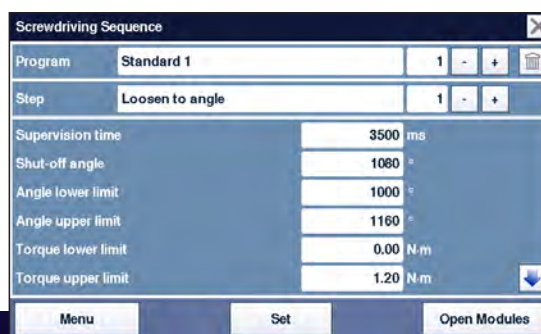 Screwdriving Sequence
Program Standard 1 1 - +
Step Loosen to angle 1 - +
Supervision time 3500 ms
Shut-off angle 1080 °
Angle lower limit 1000 °
Angle upper limit 1160 °
Torque lower limit 0.00 N·m
Torque upper limit 1.20 N·m
Menu Set Open Modules